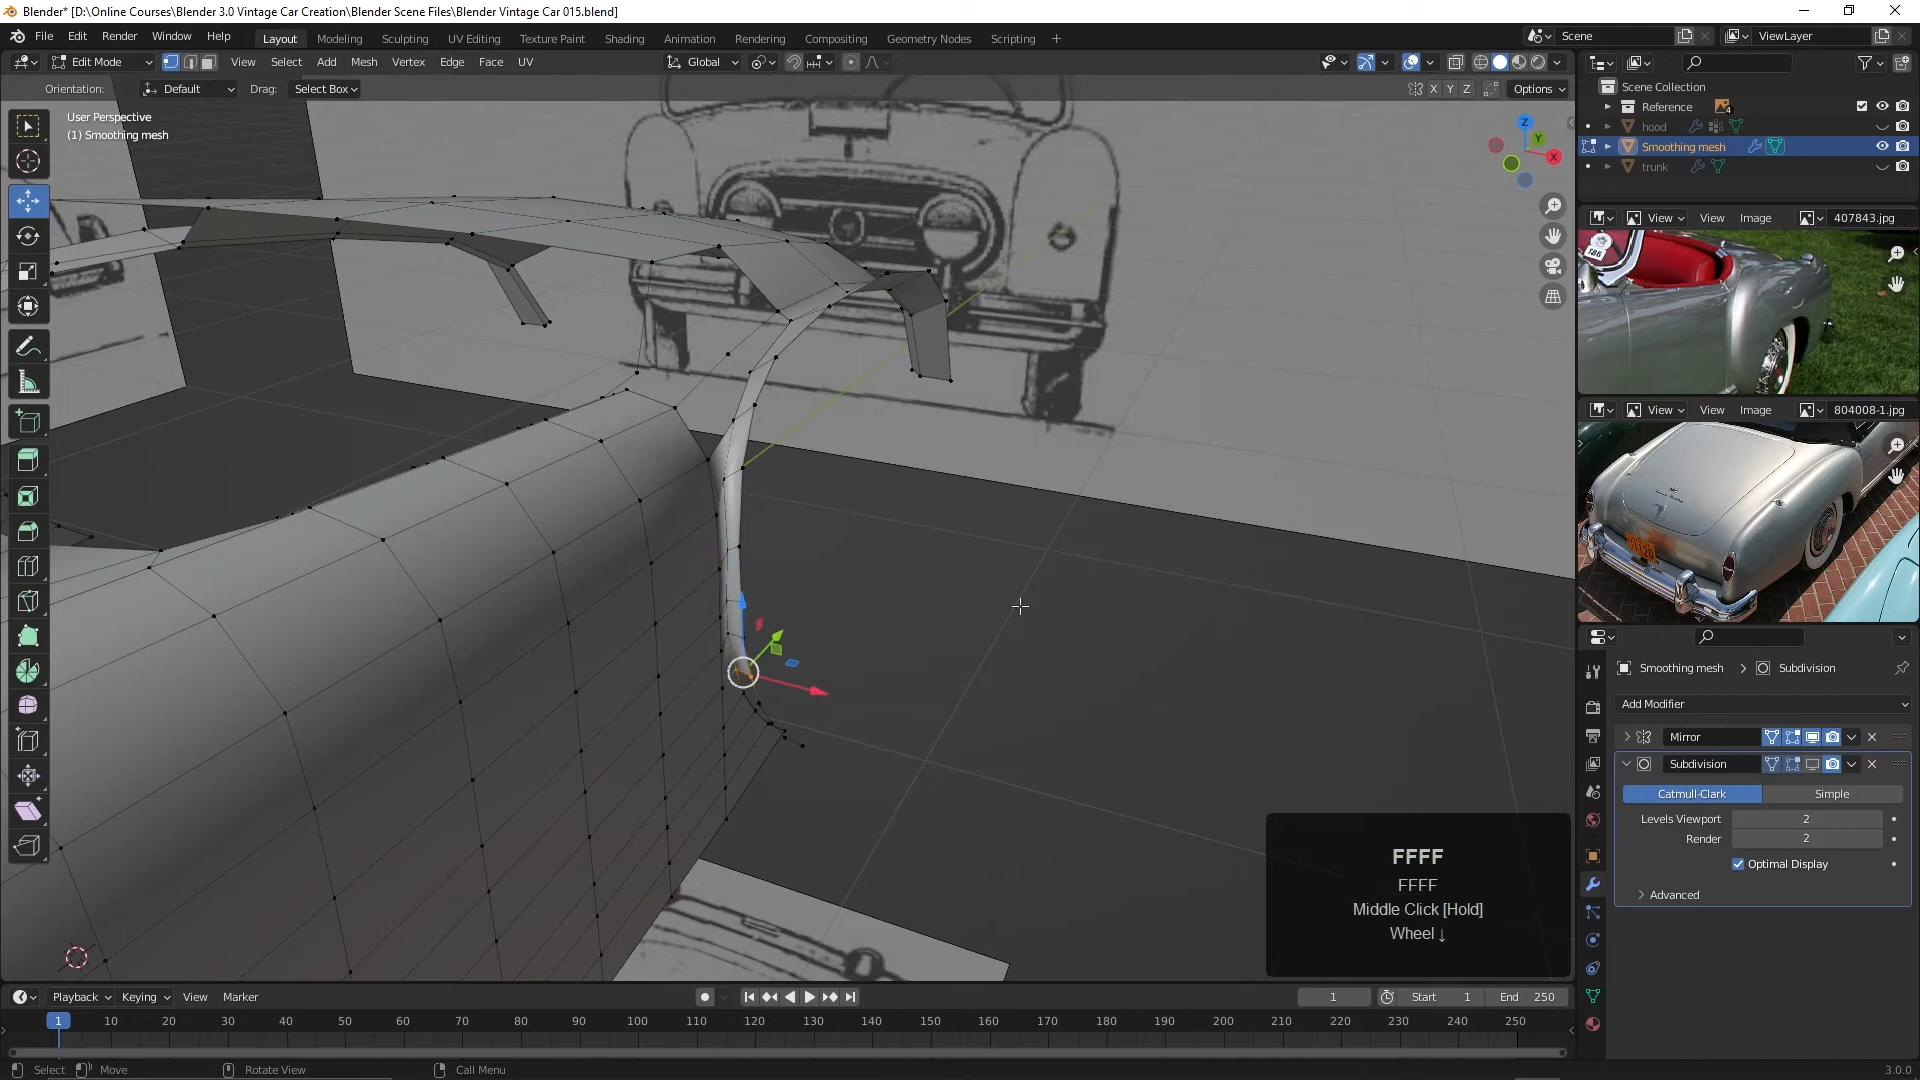 Blender* [D:\Online Courses\Blender 3.0 Vintage Car Creation\Blender Scene Files\Blender Vintage Car 015.blend]
File Edit Render Window Help Layout Modeling Sculpting UV Editing Texture Paint Shading Animation Rendering Compositing Geometry Nodes Scripting + Scene ViewLayer
Edit Mode View Select Add Mesh Vertex Edge Face UV Global
Orientation: Default Drag: Select Box X Y Z Options
User Perspective
(1) Smoothing mesh
Z
Y
X
Scene Collection
Reference 4
hood
Smoothing mesh
trunk
View View Image 407843.jpg
View View Image 804008-1.jpg
Smoothing mesh > Subdivision
Add Modifier
Mirror
Subdivision
Catmull-Clark Simple
Levels Viewport 2
Render 2
Optimal Display
Advanced
FFFF
FFFF
Middle Click [Hold]
Wheel ↓
Playback Keying View Marker 1 Start 1 End 250
1 10 20 30 40 50 60 70 80 90 100 110 120 130 140 150 160 170 180 190 200 210 220 230 240 250
Select Move Rotate View Call Menu 3.0.0